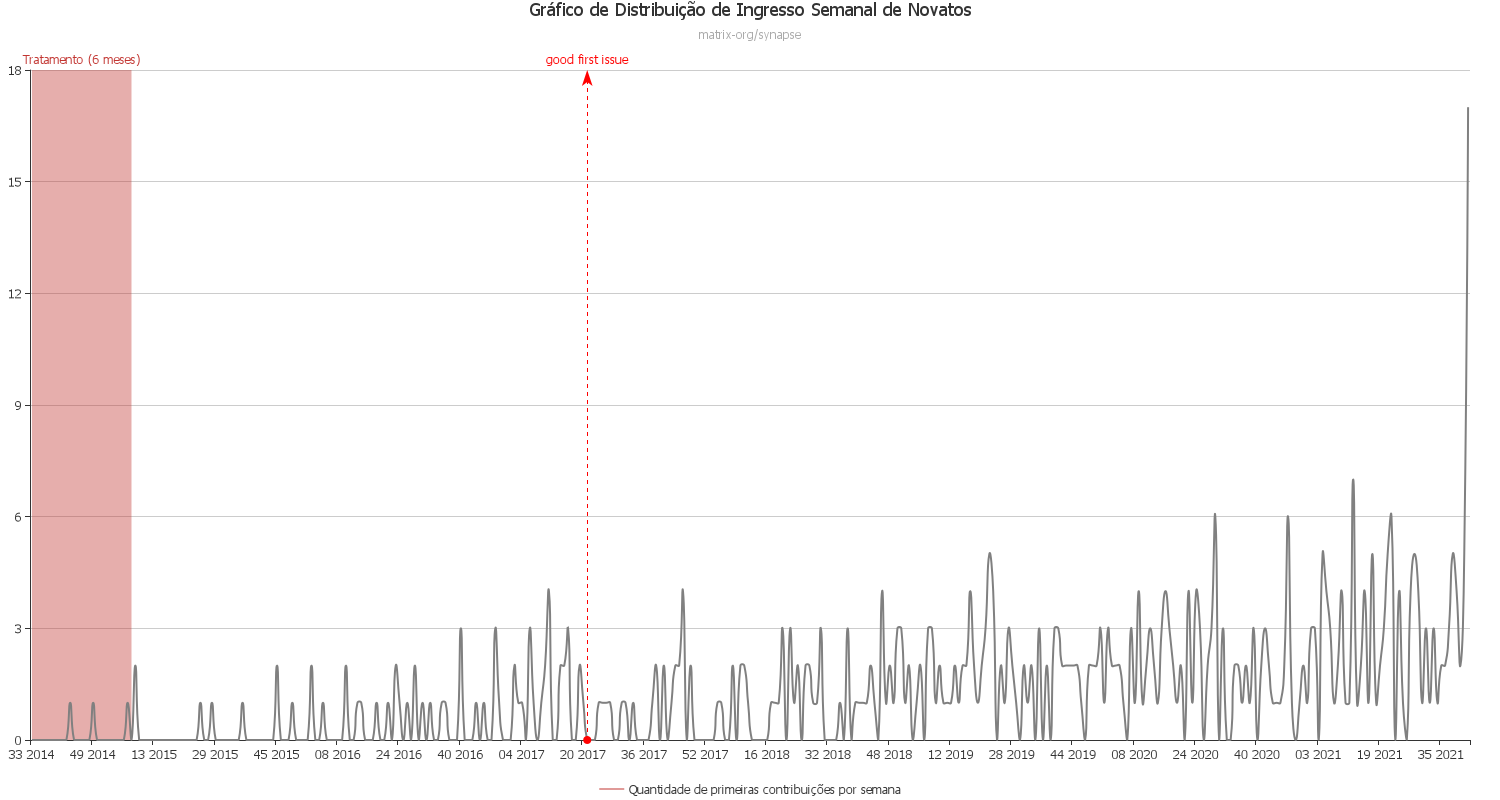 Gráfico de Distribuição de Ingresso Semanal de Novatos
matrix-org/synapse
Tratamento (6 meses)
good first issue
18
15
12
9
6
3
0
33 2014 49 2014 13 2015 29 2015 45 2015 08 2016 24 2016 40 2016 04 2017 20 2017 36 2017 52 2017 16 2018 32 2018 48 2018 12 2019 28 2019 44 2019 08 2020 24 2020 40 2020 03 2021 19 2021 35 2021
Quantidade de primeiras contribuições por semana